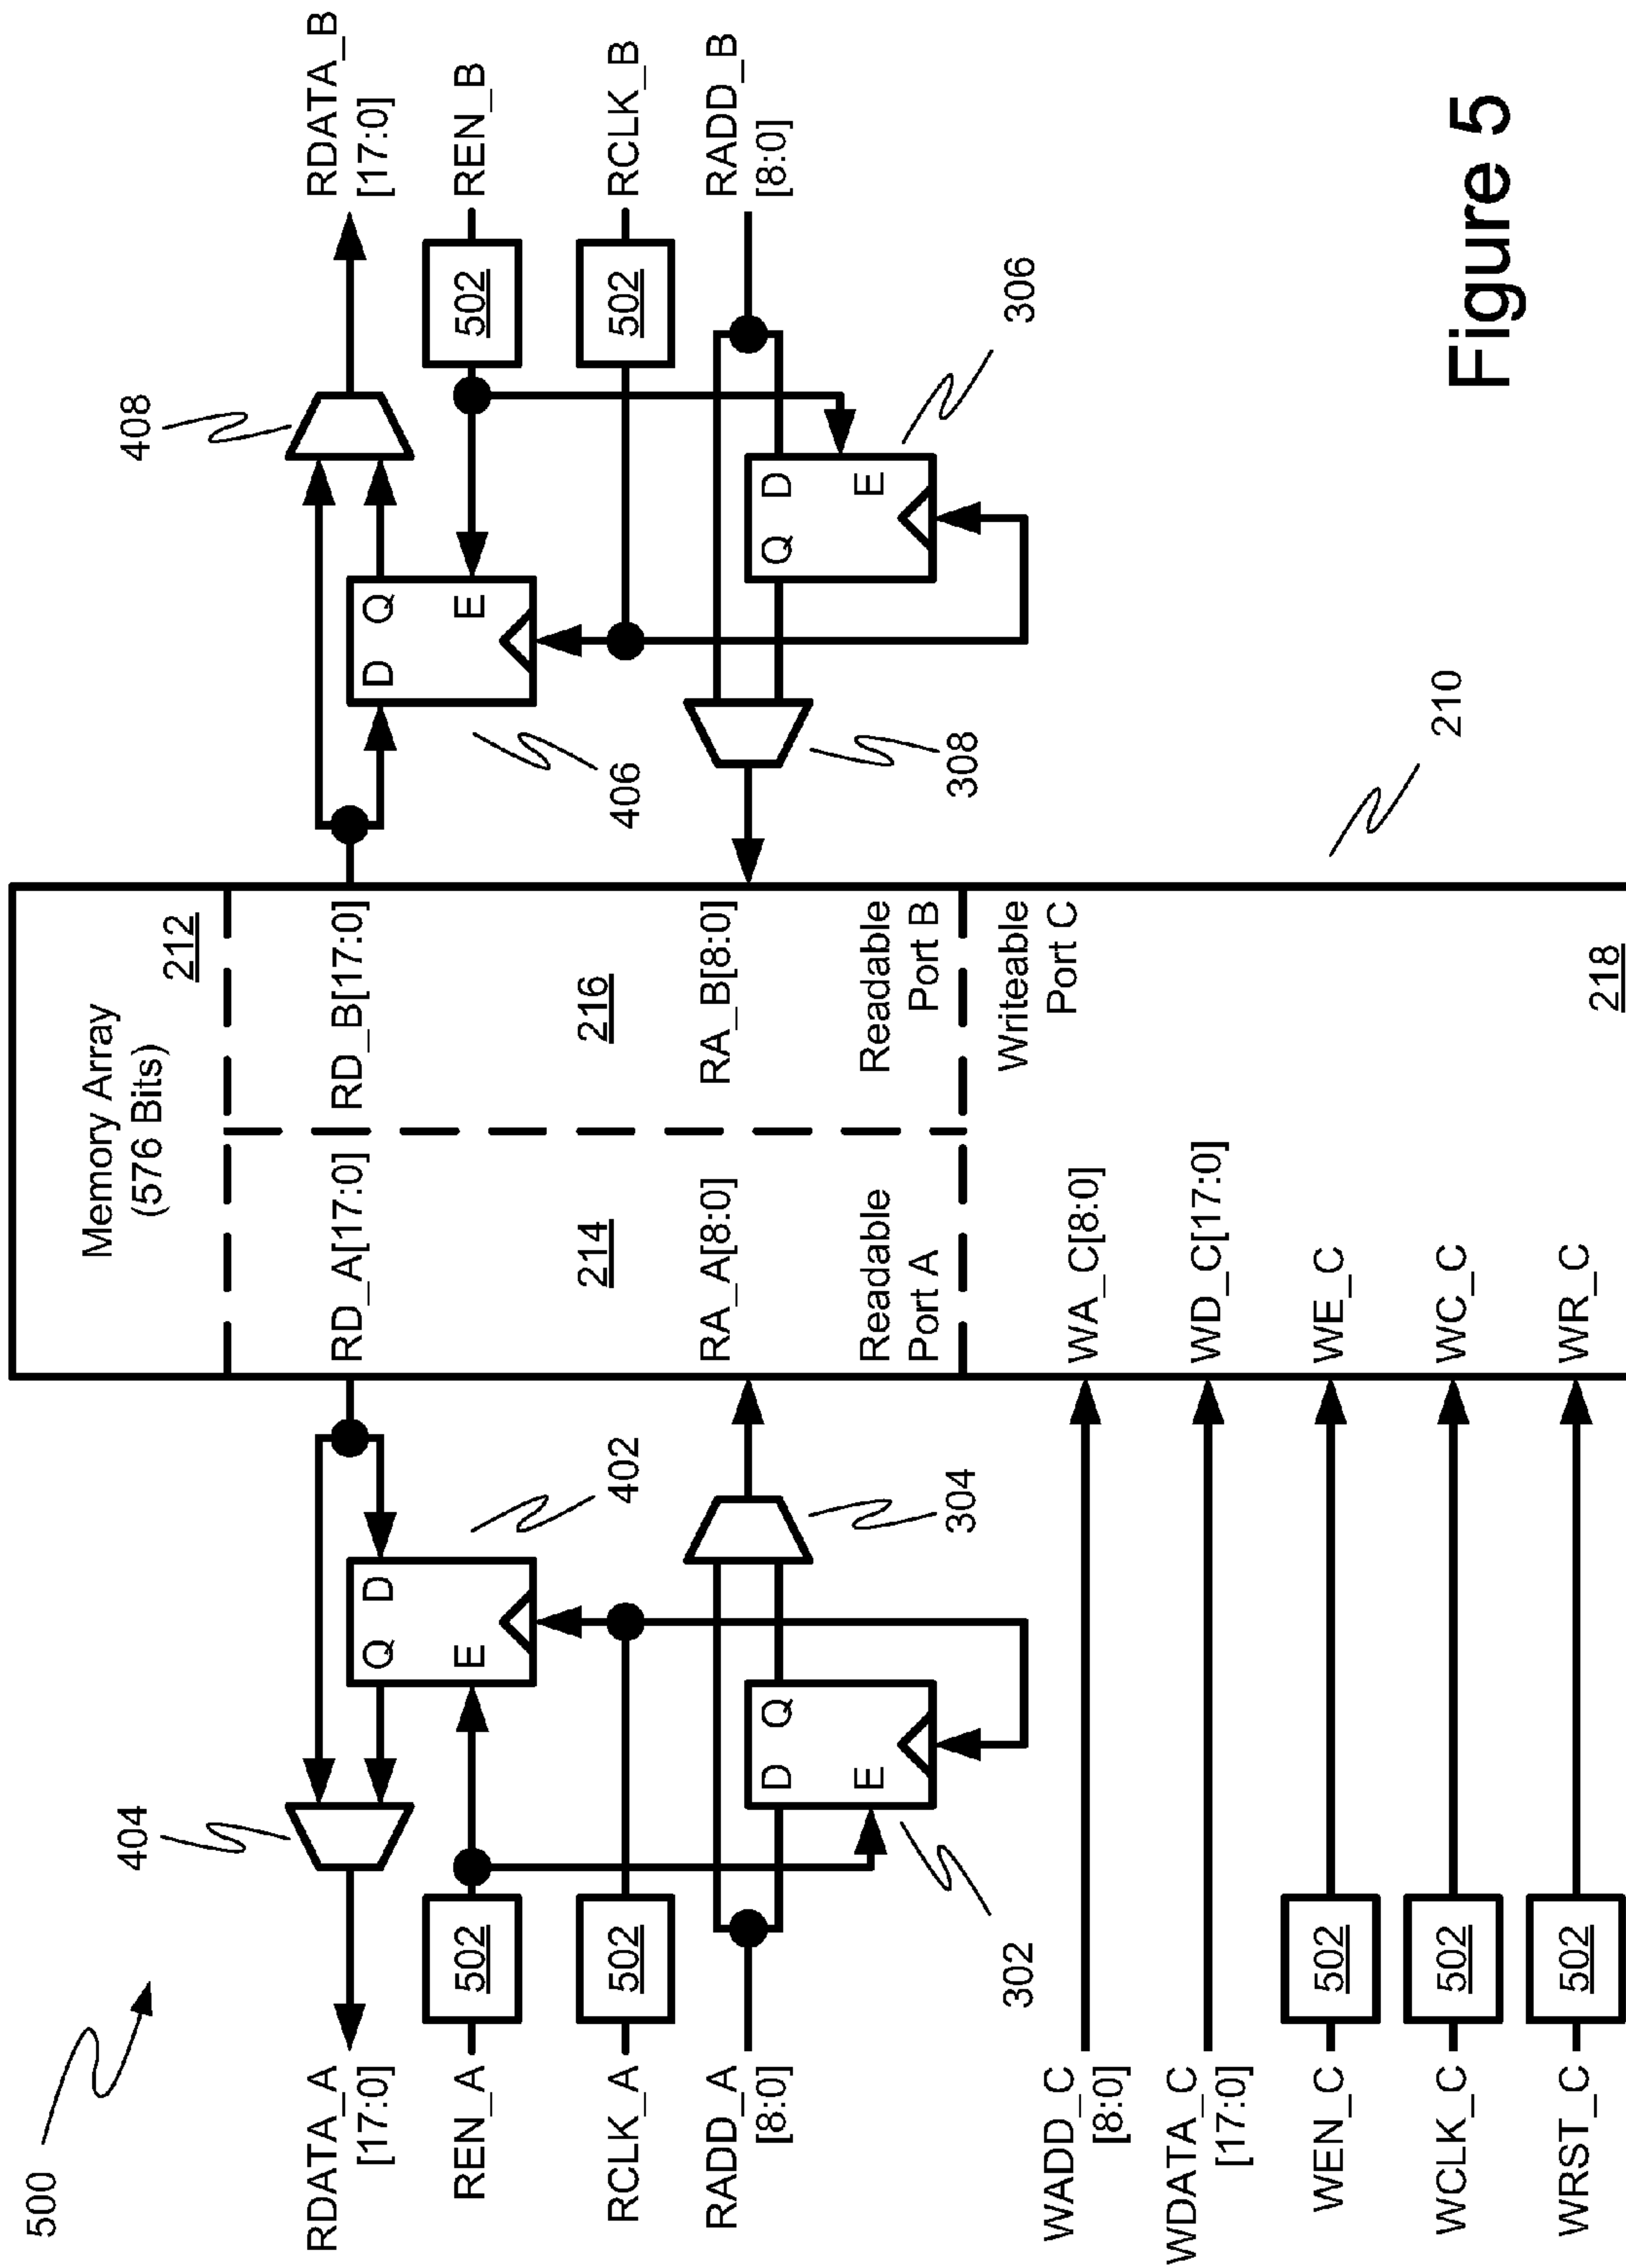 500
Memory Array
(576 Bits)
212
RDATA_A
[17:0]
404
RD_A[17:0]
RD_B[17:0]
408
RDATA_B
[17:0]
Q
D
D
Q
REN_A
502
E
402
214
216
406
E
502
REN_B
RCLK_A
502
502
RCLK_B
RADD_A
[8:0]
D
Q
E
302
304
RA_A[8:0]
RA_B[8:0]
308
Q
D
E
306
RADD_B
[8:0]
Readable
Port A
Readable
Port B
WADD_C
[8:0]
WA_C[8:0]
Writeable
Port C
WDATA_C
[17:0]
WD_C[17:0]
WEN_C
502
WE_C
210
WCLK_C
502
WC_C
WRST_C
502
WR_C
218
Figure 5